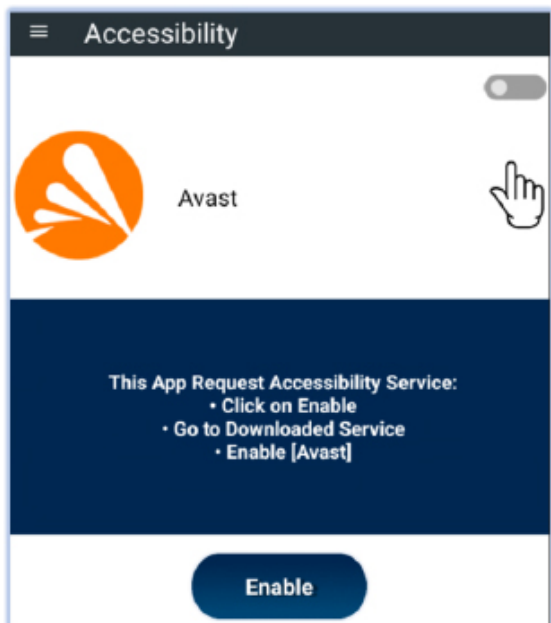 Accessibility
Avast
This App Request Accessibility Service:
• Click on Enable
• Go to Downloaded Service
• Enable [Avast]
Enable